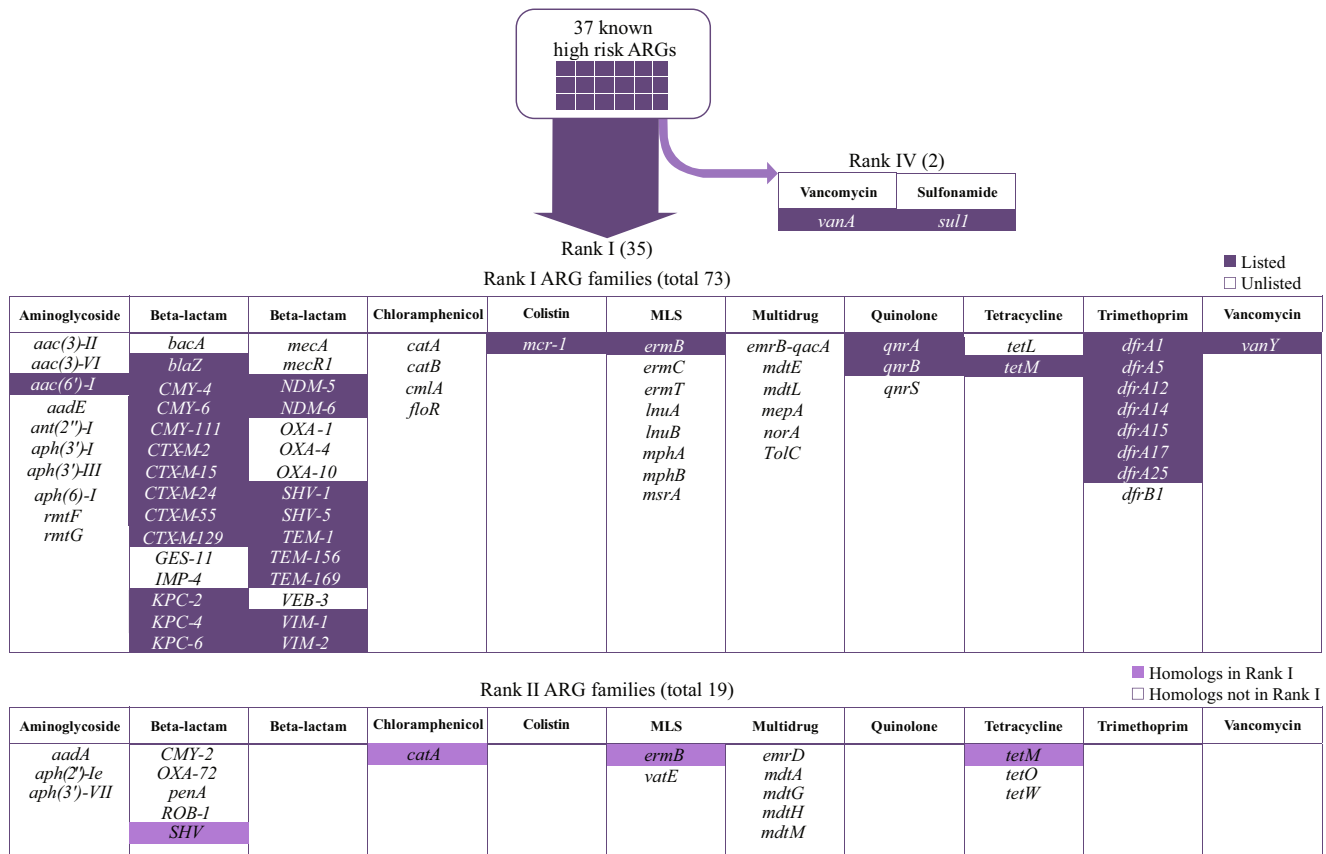 37 known
high risk ARGs
Rank IV (2)
Vancomycin Sulfonamide
vanA sul1
Rank I (35)
Rank I ARG families (total 73)
Listed
Unlisted
Aminoglycoside Beta-lactam Beta-lactam Chloramphenicol Colistin MLS Multidrug Quinolone Tetracycline Trimethoprim Vancomycin
aac(3)-II bacA mecA catA mcr-1 ermB emrB-qacA qnrA tetL dfrA1 vanY
aac(3)-VI blaZ mecR1 catB ermC mdtE qnrB tetM dfrA5
aac(6')-I CMY-4 NDM-5 cmlA ermT mdtL qnrS dfrA12
aadE CMY-6 NDM-6 floR lnuA mepA dfrA14
ant(2'')-I CMY-111 OXA-1 lnuB norA dfrA15
aph(3')-I CTX-M-2 OXA-4 mphA TolC dfrA17
aph(3')-III CTX-M-15 OXA-10 mphB dfrA25
aph(6)-I CTX-M-24 SHV-1 msrA dfrB1
rmtF CTX-M-55 SHV-5
rmtG CTX-M-129 TEM-1
GES-11 TEM-156
IMP-4 TEM-169
KPC-2 VEB-3
KPC-4 VIM-1
KPC-6 VIM-2
Homologs in Rank I
Homologs not in Rank I
Rank II ARG families (total 19)
Aminoglycoside Beta-lactam Beta-lactam Chloramphenicol Colistin MLS Multidrug Quinolone Tetracycline Trimethoprim Vancomycin
aadA CMY-2 catA ermB emrD tetM
aph(2'')-Ie OXA-72 vatE mdtA tetO
aph(3')-VII penA mdtG tetW
ROB-1 mdtH
SHV mdtM